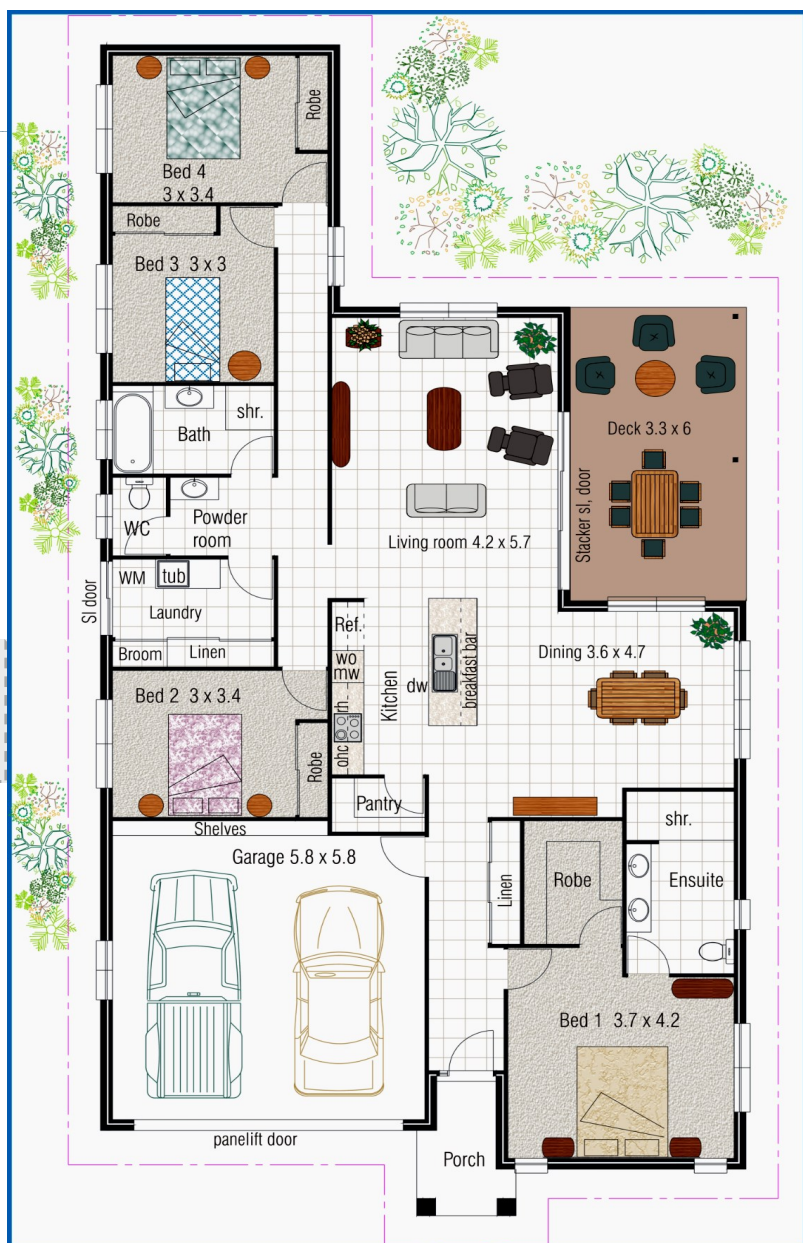 Robe
Bed 4
3 x 3.4
Robe
Bed 3 3 x 3
shr.
Bath
Deck 3.3 x 6
Stacker sl, door
WC
Powder
room
Living room 4.2 x 5.7
Sl door
WM
tub
Laundry
Broom
Linen
Ref.
wo
mw
Kitchen
dw
breakfast bar
Dining 3.6 x 4.7
Bed 2 3 x 3.4
rh
ohc
Robe
Pantry
Shelves
Garage 5.8 x 5.8
shr.
Linen
Robe
Ensuite
Bed 1 3.7 x 4.2
panelift door
Porch